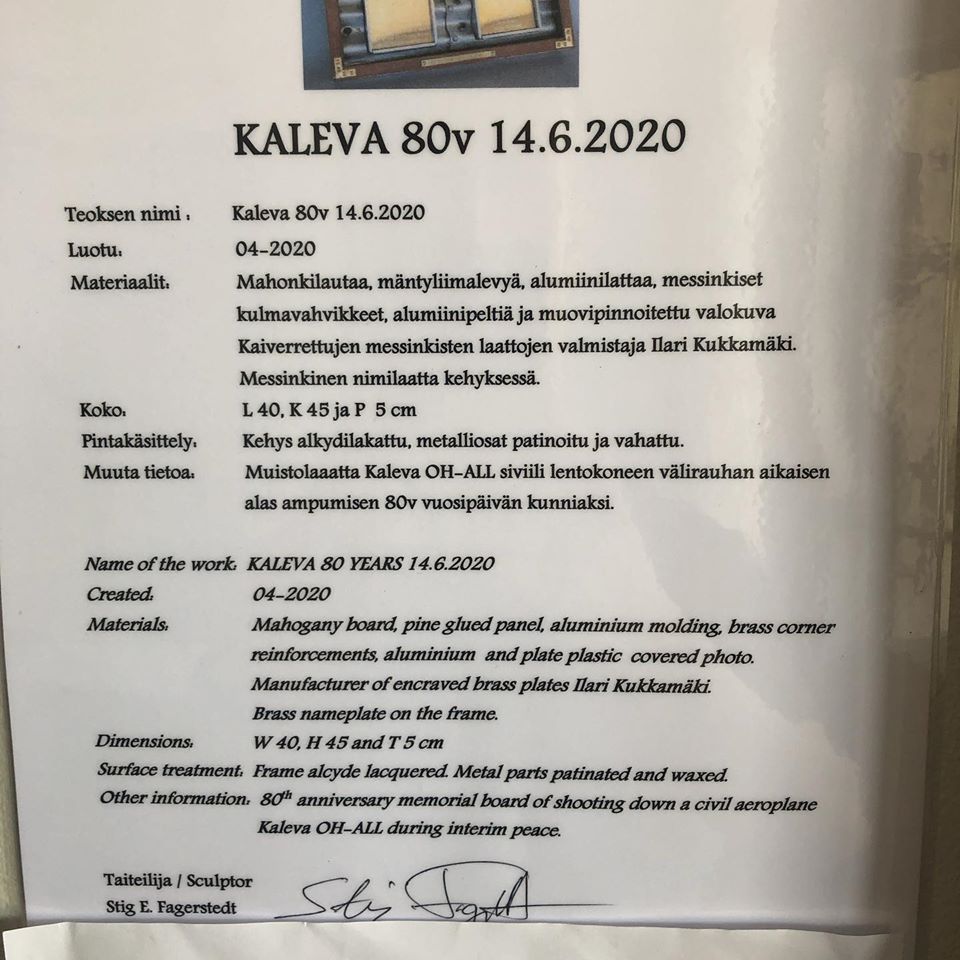 KALEVA 80v 14.6.2020
Teoksen nimi : Kaleva 80v 14.6.2020
Luotu: 04-2020
Materiaalit: Mahonkilautaa, mäntyliimalevyä, alumiinilattaa, messinkiset
kulmavahvikkeet, alumiinipeltiä ja muovipinnoitettu valokuva
Kaiverrettujen messinkisten laattojen valmistaja Ilari Kukkamäki.
Messinkinen nimilaatta kehyksessä.
Koko: L 40, K 45 ja P 5 cm
Pintakäsittely: Kehys alkydilakattu, metalliosat patinoitu ja vahattu.
Muuta tietoa: Muistolaaatta Kaleva OH-ALL siviili lentokoneen välirauhan aikaisen
alas ampumisen 80v vuosipäivän kunniaksi.
Name of the work: KALEVA 80 YEARS 14.6.2020
Created: 04-2020
Materials: Mahogany board, pine glued panel, aluminium molding, brass corner
reinforcements, aluminium and plate plastic covered photo.
Manufacturer of encraved brass plates Ilari Kukkamäki.
Brass nameplate on the frame.
Dimensions: W 40, H 45 and T 5 cm
Surface treatment: Frame alcyde lacquered. Metal parts patinated and waxed.
Other information: 80th anniversary memorial board of shooting down a civil aeroplane
Kaleva OH-ALL during interim peace.
Taiteilija / Sculptor
Stig E. Fagerstedt